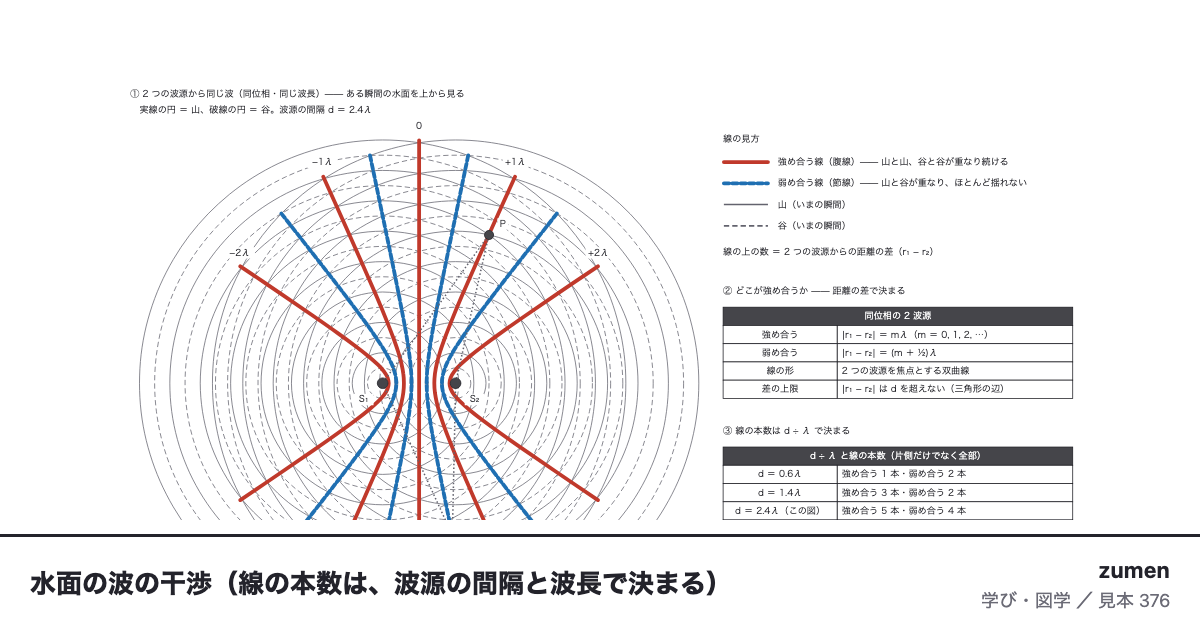 ① 2 つの波源から同じ波（同位相・同じ波長）—— ある瞬間の水面を上から見る
実線の円 ＝ 山、破線の円 ＝ 谷。波源の間隔 d ＝ 2.4λ
0
−1λ
+1λ
P
−2λ
+2λ
S₁
S₂
線の見方
強め合う線（腹線）—— 山と山、谷と谷が重なり続ける
弱め合う線（節線）—— 山と谷が重なり、ほとんど揺れない
山（いまの瞬間）
谷（いまの瞬間）
線の上の数 ＝ 2 つの波源からの距離の差（r₁ − r₂）
② どこが強め合うか —— 距離の差で決まる
同位相の 2 波源
強め合う |r₁ − r₂| ＝ mλ（m ＝ 0, 1, 2, …）
弱め合う |r₁ − r₂| ＝ (m + ½)λ
線の形 2 つの波源を焦点とする双曲線
差の上限 |r₁ − r₂| は d を超えない（三角形の辺）
③ 線の本数は d ÷ λ で決まる
d ÷ λ と線の本数（片側だけでなく全部）
d ＝ 0.6λ 強め合う 1 本・弱め合う 2 本
d ＝ 1.4λ 強め合う 3 本・弱め合う 2 本
d ＝ 2.4λ（この図） 強め合う 5 本・弱め合う 4 本
水面の波の干渉（線の本数は、波源の間隔と波長で決まる）
zumen
学び・図学 ／ 見本 376